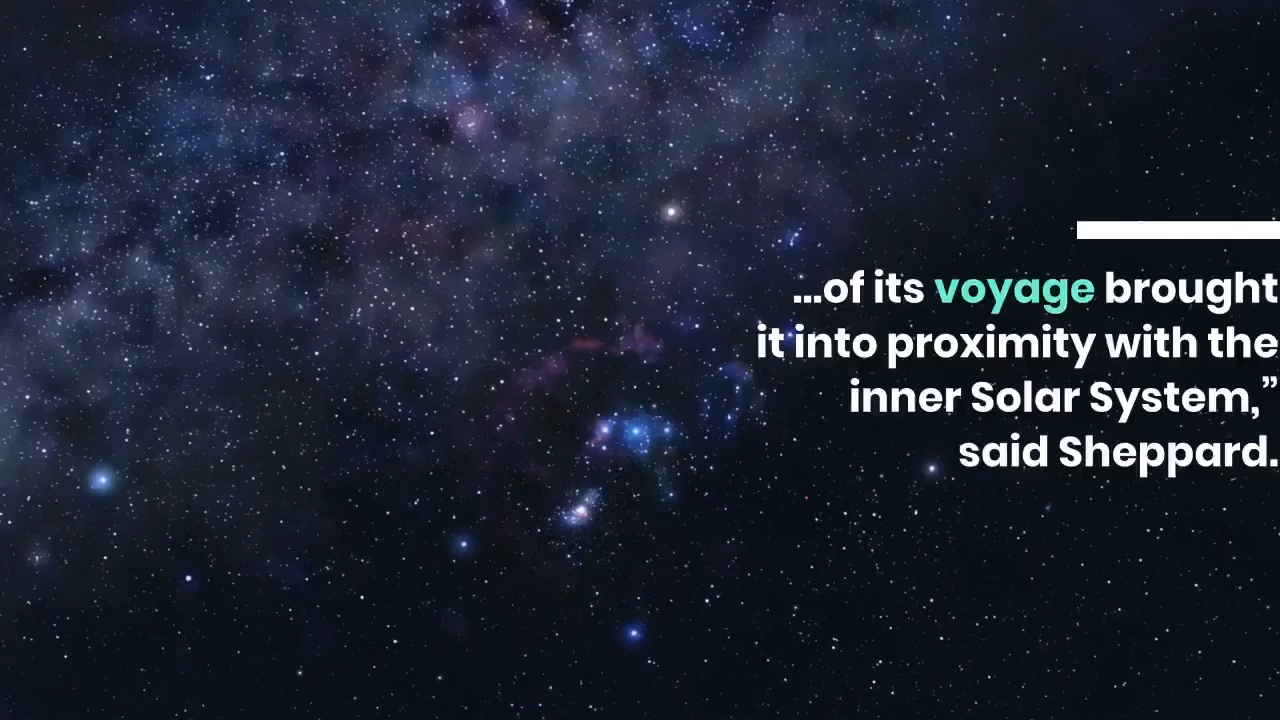 ...of its voyage brought
it into proximity with the
inner Solar System,”
said Sheppard.